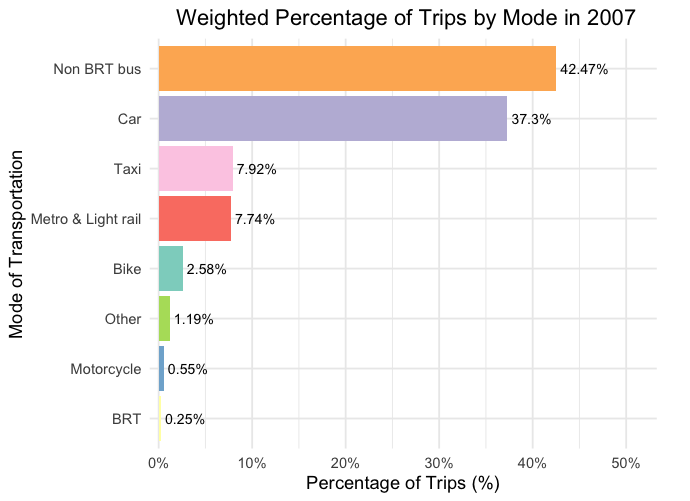 Weighted Percentage of Trips by Mode in 2007
Mode of Transportation
Non BRT bus 42.47%
Car 37.3%
Taxi 7.92%
Metro & Light rail 7.74%
Bike 2.58%
Other 1.19%
Motorcycle 0.55%
BRT 0.25%
0% 10% 20% 30% 40% 50%
Percentage of Trips (%)